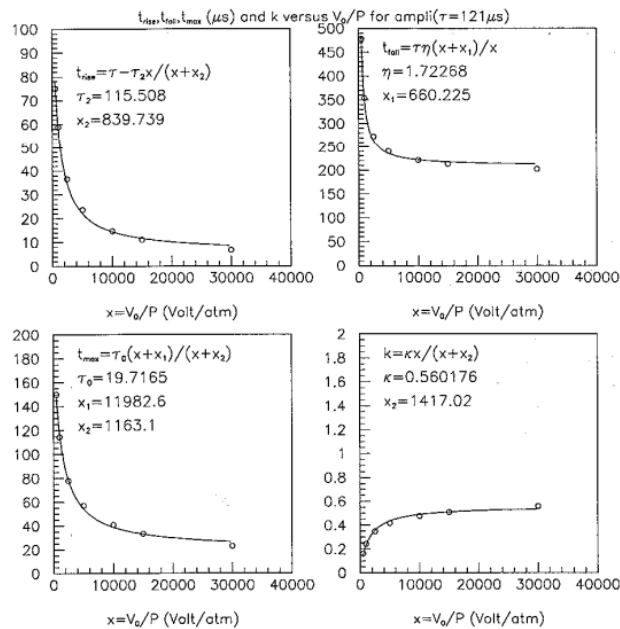 t_rise,t_fall,t_max (μs) and k versus V₀/P for ampli(τ=121μs)
100
90
80
70
60
50
40
30
20
10
0
t_rise=τ−τ₂x/(x+x₂)
τ₂=115.508
x₂=839.739
0 10000 20000 30000 40000
x=V₀/P (Volt/atm)
500
450
400
350
300
250
200
150
100
50
0
t_fall=τη(x+x₁)/x
η=1.72268
x₁=660.225
0 10000 20000 30000 40000
x=V₀/P (Volt/atm)
200
180
160
140
120
100
80
60
40
20
0
t_max=τ₀(x+x₁)/(x+x₂)
τ₀=19.7165
x₁=11982.6
x₂=1163.1
0 10000 20000 30000 40000
x=V₀/P (Volt/atm)
2
1.8
1.6
1.4
1.2
1
0.8
0.6
0.4
0.2
0
k=κx/(x+x₂)
κ=0.560176
x₂=1417.02
0 10000 20000 30000 40000
x=V₀/P (Volt/atm)